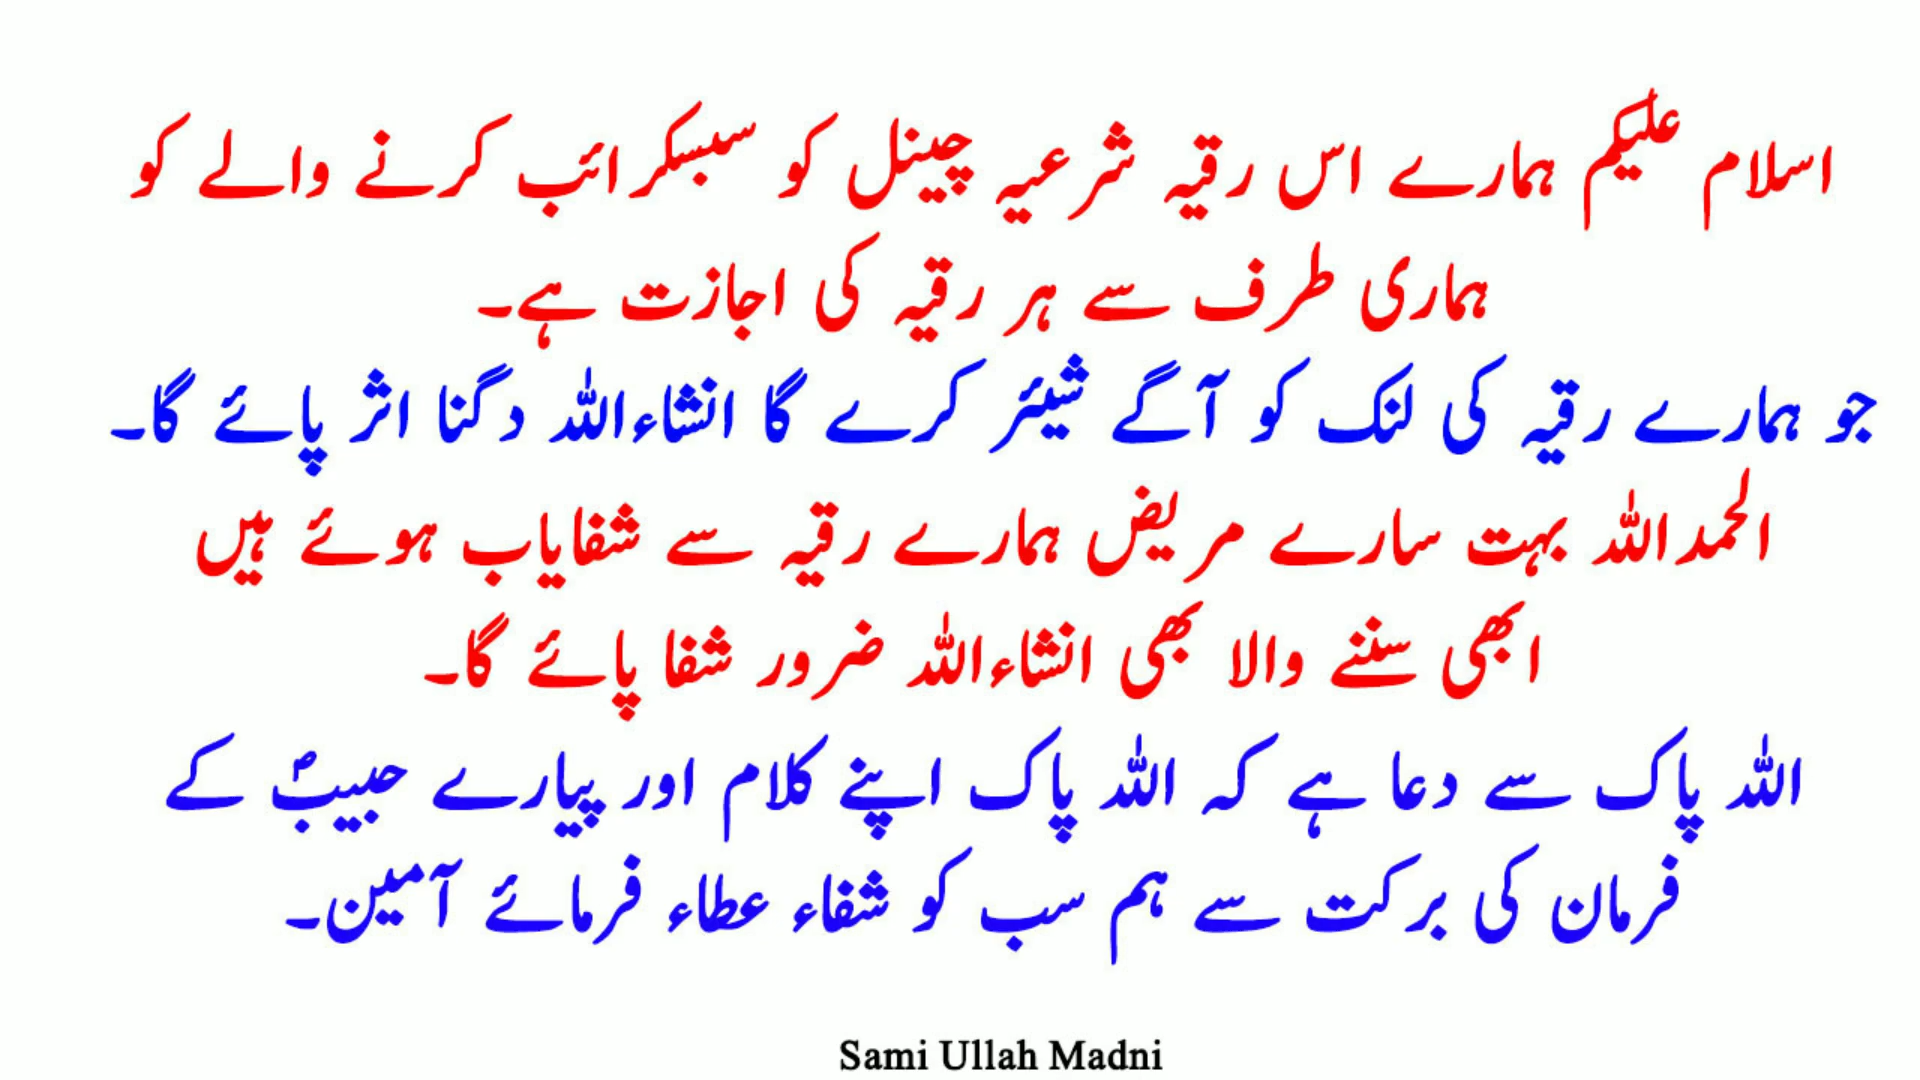 اسلام علیکم ہمارے اس رقیہ شرعیہ چینل کو سبسکرائب کرنے والے کو
ہماری طرف سے ہر رقیہ کی اجازت ہے۔
جو ہمارے رقیہ کی لنک کو آگے شیئر کرے گا انشاءاللہ دگنا اثر پائے گا۔
الحمداللہ بہت سارے مریض ہمارے رقیہ سے شفایاب ہوئے ہیں
ابھی سننے والا بھی انشاءاللہ ضرور شفا پائے گا۔
اللہ پاک سے دعا ہے کہ اللہ پاک اپنے کلام اور پیارے حبیبؐ کے
فرمان کی برکت سے ہم سب کو شفاء عطاء فرمائے آمین۔
Sami Ullah Madni